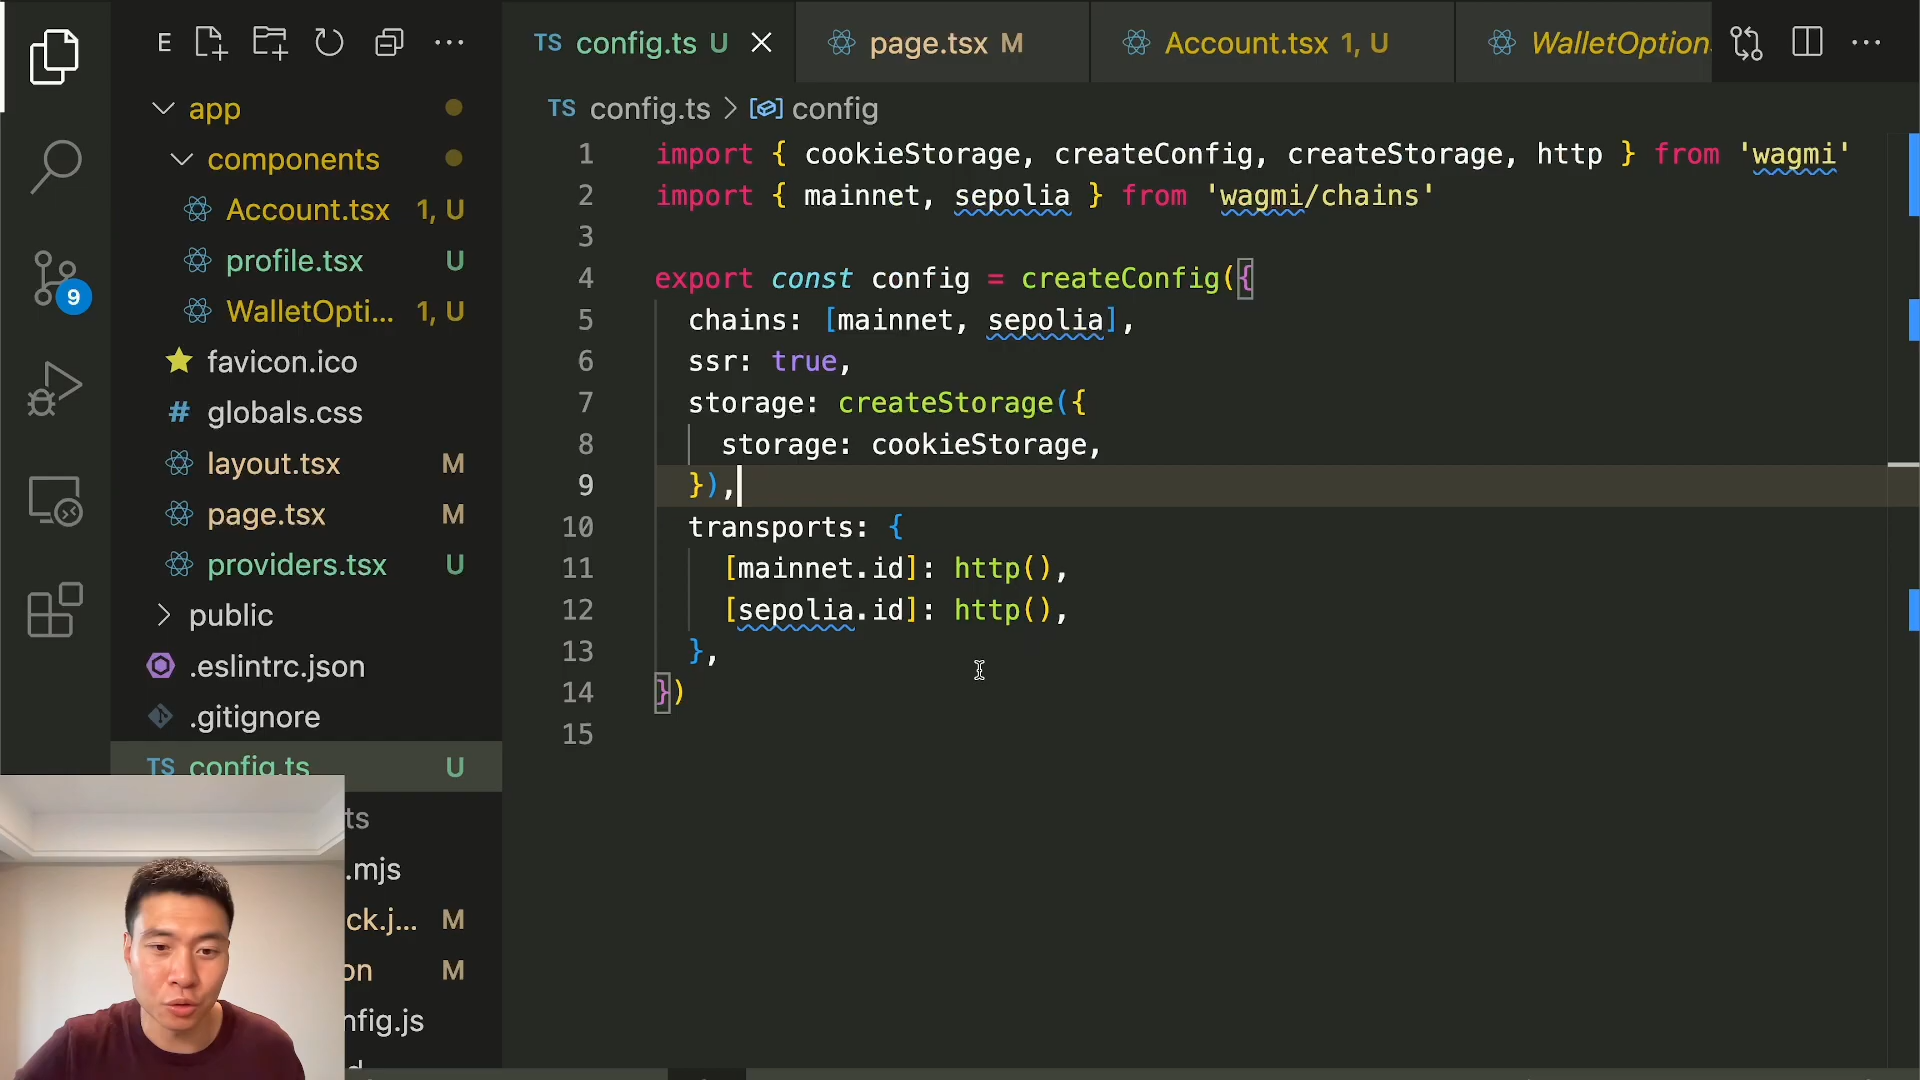 E
app
components
Account.tsx 1, U
profile.tsx U
WalletOpti... 1, U
favicon.ico
# globals.css
layout.tsx M
page.tsx M
providers.tsx U
public
.eslintrc.json
.gitignore
TS config.ts U
ts
.mjs
ck.j... M
on M
nfig.js
9
TS config.ts U
page.tsx M
Account.tsx 1, U
WalletOption
TS config.ts > config
1 import { cookieStorage, createConfig, createStorage, http } from 'wagmi'
2 import { mainnet, sepolia } from 'wagmi/chains'
3
4 export const config = createConfig({
5 chains: [mainnet, sepolia],
6 ssr: true,
7 storage: createStorage({
8 storage: cookieStorage,
9 }),
10 transports: {
11 [mainnet.id]: http(),
12 [sepolia.id]: http(),
13 },
14 })
15